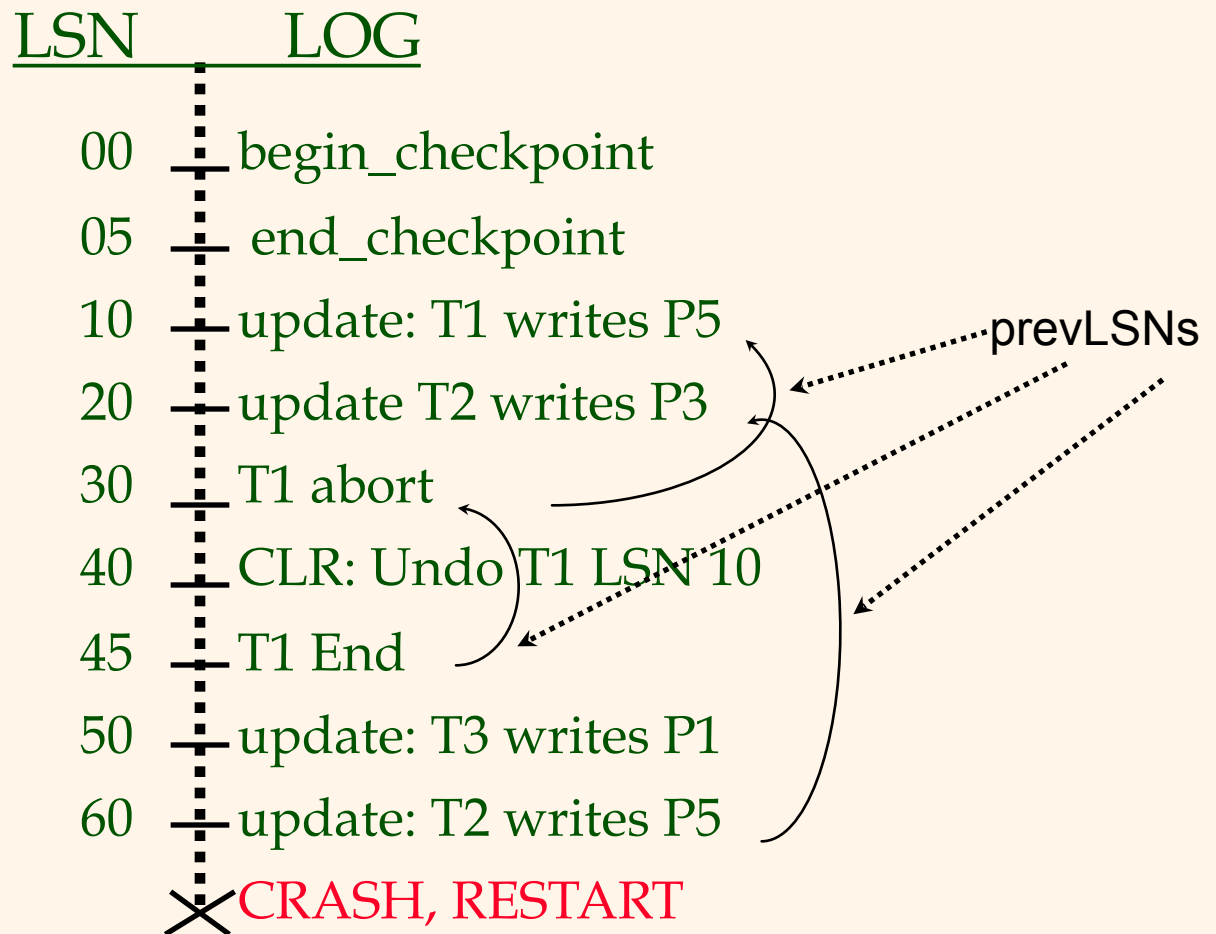 LSN LOG
00 begin_checkpoint
05 end_checkpoint
10 update: T1 writes P5
prevLSNs
20 update T2 writes P3
30 T1 abort
40 CLR: Undo T1 LSN 10
45 T1 End
50 update: T3 writes P1
60 update: T2 writes P5
CRASH, RESTART